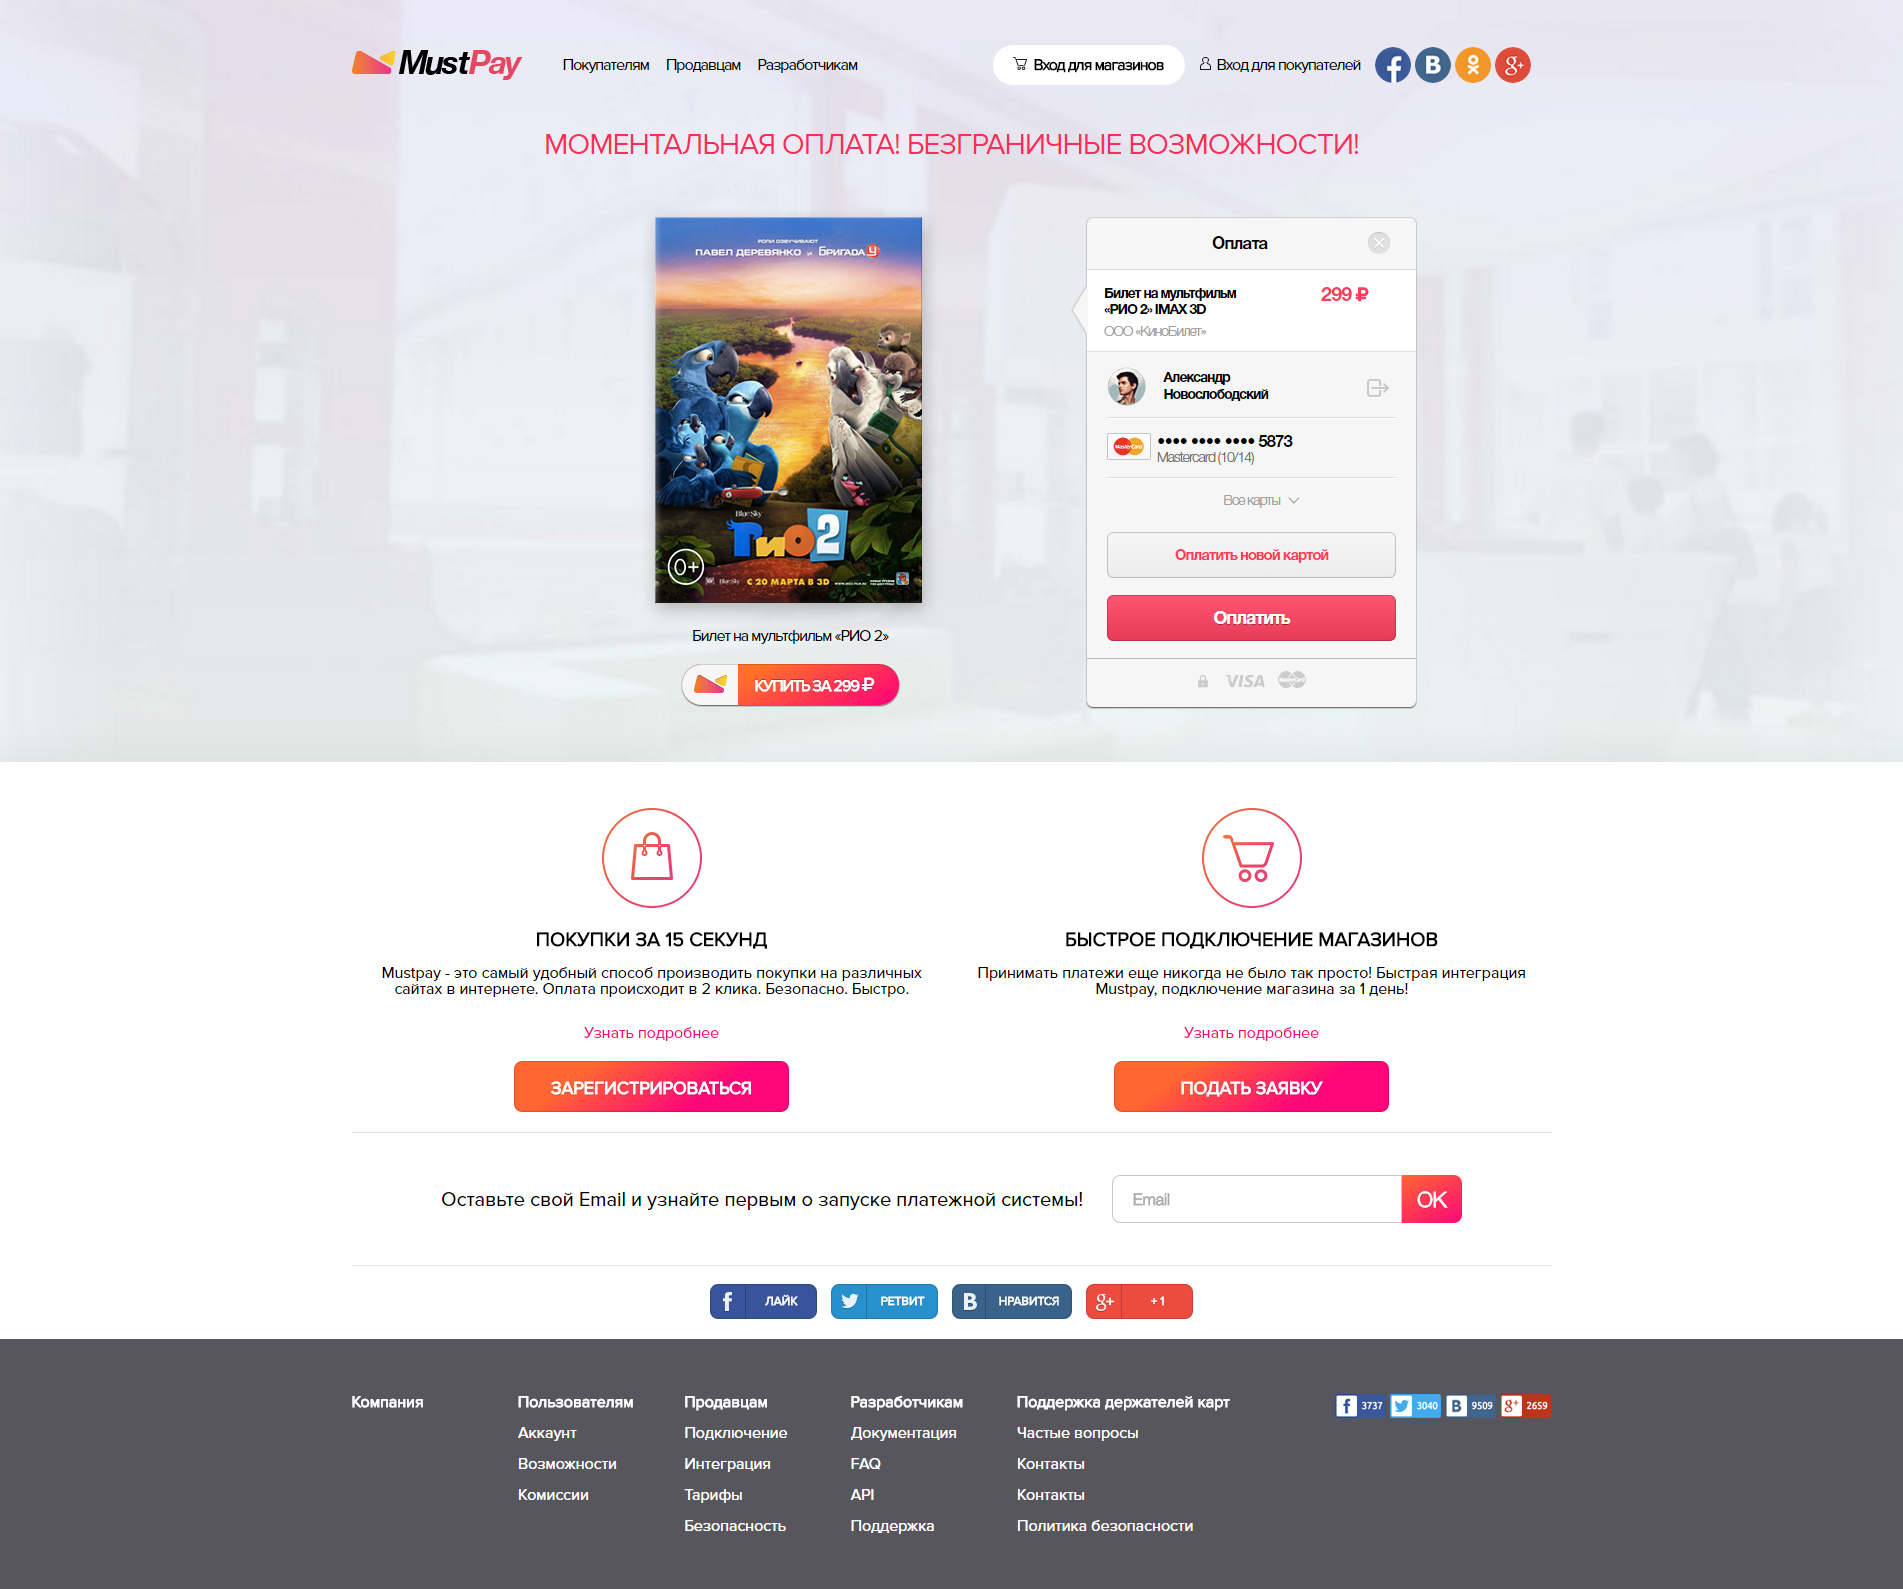 MustPay
Покупателям Продавцам Разработчикам
Вход для магазинов
Вход для покупателей
МОМЕНТАЛЬНАЯ ОПЛАТА! БЕЗГРАНИЧНЫЕ ВОЗМОЖНОСТИ!
РОЛИ ОЗВУЧИВАЮТ
ПАВЕЛ ДЕРЕВЯНКО И БРИГАДА У
BlueSky
РИО 2
0+
BlueSky
С 20 МАРТА В 3D
Билет на мультфильм «РИО 2»
КУПИТЬ ЗА 299 ₽
Оплата
Билет на мультфильм
«РИО 2» IMAX 3D
299 ₽
ООО «КиноБилет»
Александр
Новослободский
MasterCard
•••• •••• •••• 5873
Mastercard (10/14)
Все карты
Оплатить новой картой
Оплатить
VISA
ПОКУПКИ ЗА 15 СЕКУНД
Mustpay - это самый удобный способ производить покупки на различных
сайтах в интернете. Оплата происходит в 2 клика. Безопасно. Быстро.
Узнать подробнее
ЗАРЕГИСТРИРОВАТЬСЯ
БЫСТРОЕ ПОДКЛЮЧЕНИЕ МАГАЗИНОВ
Принимать платежи еще никогда не было так просто! Быстрая интеграция
Mustpay, подключение магазина за 1 день!
Узнать подробнее
ПОДАТЬ ЗАЯВКУ
Оставьте свой Email и узнайте первым о запуске платежной системы!
Email
OK
ЛАЙК
РЕТВИТ
НРАВИТСЯ
+ 1
Компания
Пользователям
Аккаунт
Возможности
Комиссии
Продавцам
Подключение
Интеграция
Тарифы
Безопасность
Разработчикам
Документация
FAQ
API
Поддержка
Поддержка держателей карт
Частые вопросы
Контакты
Контакты
Политика безопасности
3737
3040
9509
2659